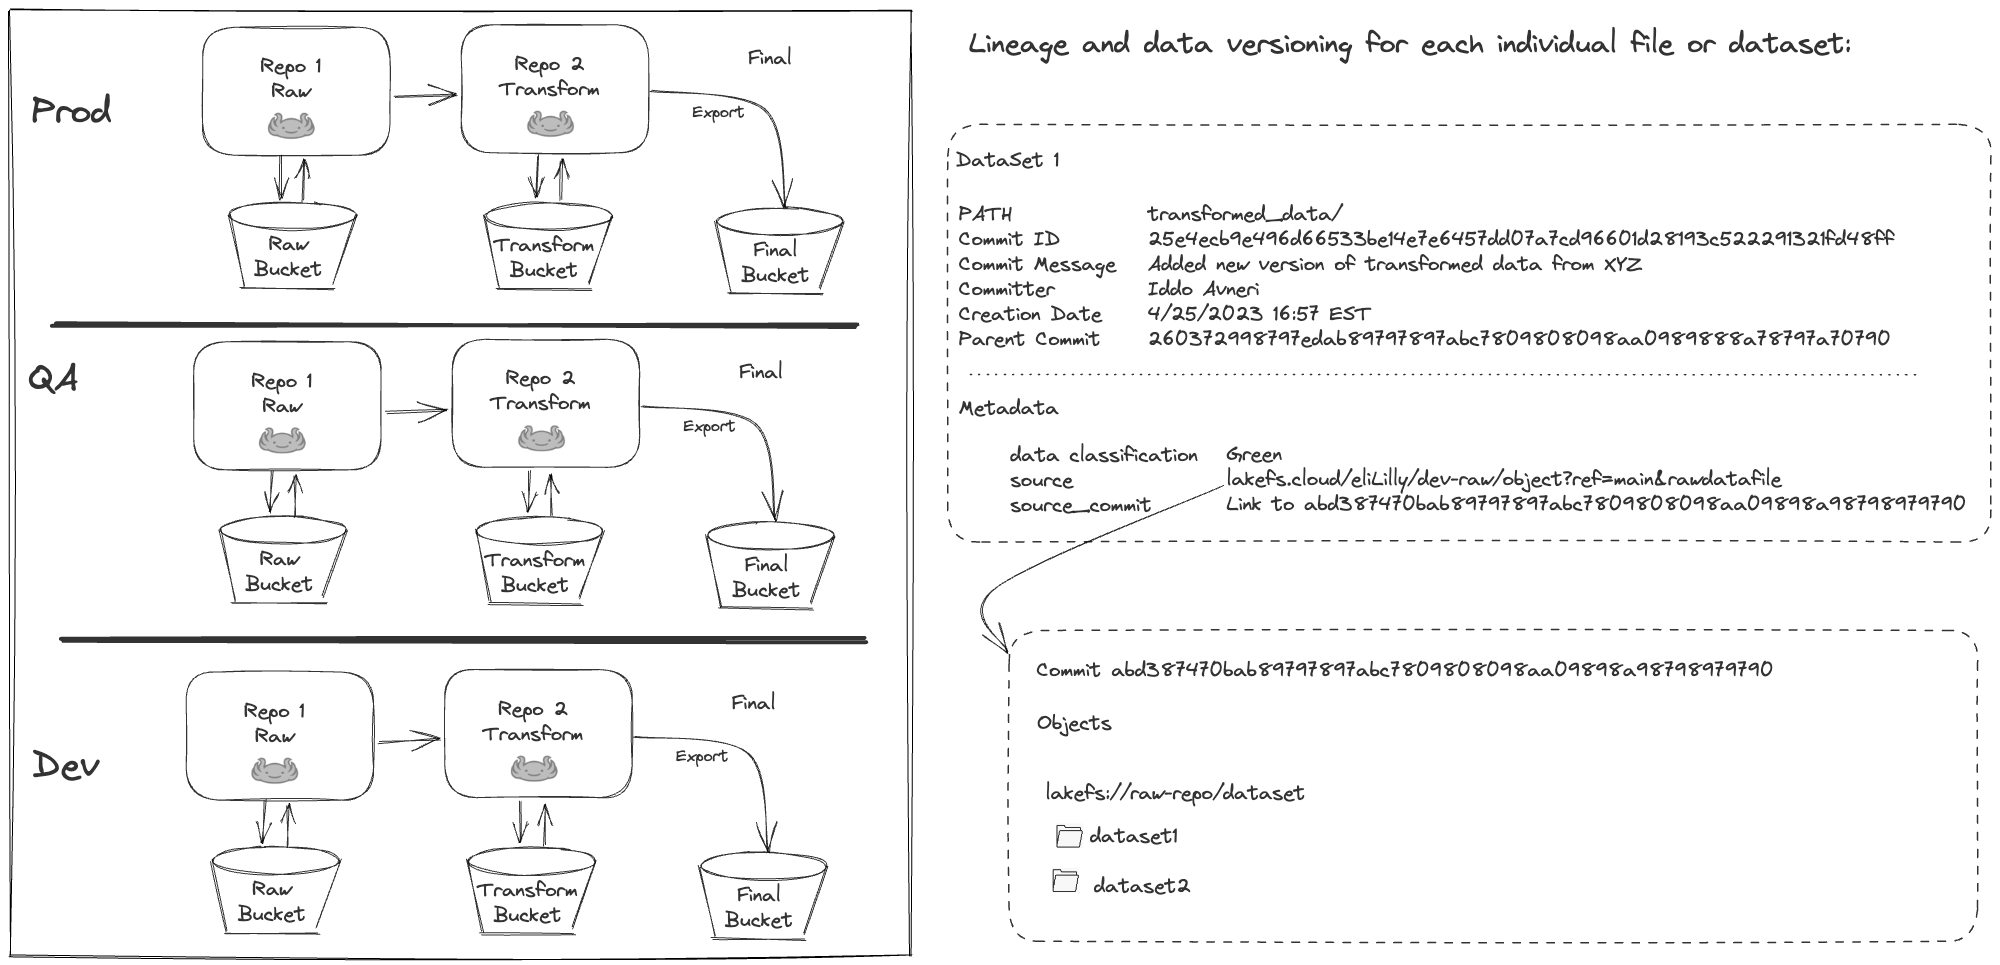 Prod
Repo 1
Raw
Repo 2
Transform
Final
Export
Raw
Bucket
Transform
Bucket
Final
Bucket
QA
Repo 1
Raw
Repo 2
Transform
Final
Export
Raw
Bucket
Transform
Bucket
Final
Bucket
Dev
Repo 1
Raw
Repo 2
Transform
Final
Export
Raw
Bucket
Transform
Bucket
Final
Bucket
Lineage and data versioning for each individual file or dataset:
DataSet 1
PATH transformed_data/
Commit ID 25e4ecb9e496d66533be14e7e6457dd07a7cd96601d28193c522291321fd48ff
Commit Message Added new version of transformed data from XYZ
Committer Iddo Avneri
Creation Date 4/25/2023 16:57 EST
Parent Commit 260372998797edab89797897abc7809808098aa0989888a78797a70790
Metadata
data classification Green
source lakefs.cloud/eliLilly/dev-raw/object?ref=main&rawdatafile
source_commit Link to abd387470bab89797897abc7809808098aa09898a98798979790
Commit abd387470bab89797897abc7809808098aa09898a98798979790
Objects
lakefs://raw-repo/dataset
dataset1
dataset2